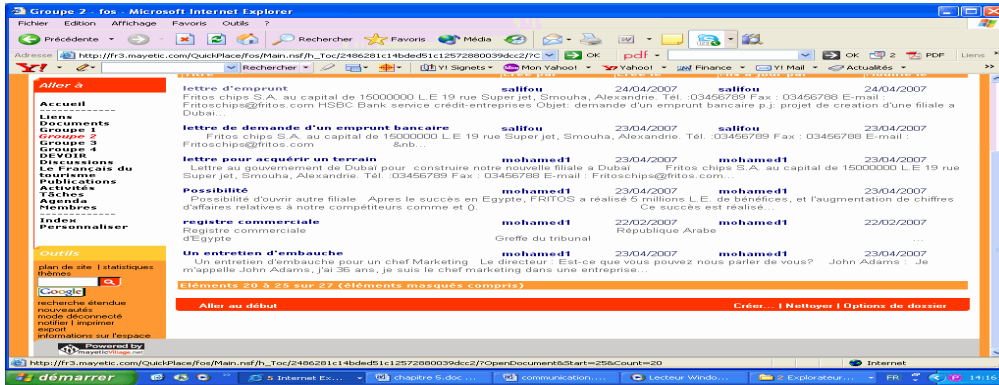 Groupe 2 - fos - Microsoft Internet Explorer
Fichier Edition Affichage Favoris Outils ?
Précédente Rechercher Favoris Média pdf OK 2 PDF Liens
Adresse http://fr3.mayetic.com/QuickPlace/fos/Main.nsf/h_Toc/2486281c14bded51c12572880039dcc2/?C OK
Y! Rechercher Y! Signets Mon Yahoo! Yahoo! Finance Y! Mail Actualités
Aller à
Accueil
Liens
Documents
Groupe 1
Groupe 2
Groupe 3
Groupe 4
DEVOIR
Discussions
Le Français du
tourisme
Publications
Activités
Tâches
Agenda
Membres
Index
Personnaliser
Outils
plan de site | statistiques
thèmes
Google
recherche étendue
nouveautés
mode déconnecté
notifier | imprimer
export
informations sur l'espace
Powered by
mayeticVillage.net
lettre d'emprunt salifou 24/04/2007 salifou 24/04/2007
Fritos chips S.A. au capital de 15000000 L.E 19 rue Super jet, Smouha, Alexandrie. Tél. :03456789 Fax : 03456788 E-mail :
Fritoschips@fritos.com HSBC Bank service crédit-entreprises Objet: demande d'un emprunt bancaire p.j: projet de creation d'une filiale a
Dubai...
lettre de demande d'un emprunt bancaire salifou 23/04/2007 salifou 23/04/2007
Fritos chips S.A. au capital de 15000000 L.E 19 rue Super jet, Smouha, Alexandrie. Tél. :03456789 Fax : 03456788 E-mail :
Fritoschips@fritos.com &nb...
lettre pour acquérir un terrain mohamed1 23/04/2007 mohamed1 23/04/2007
Lettre au gouvernement de Dubaï pour construire notre nouvelle filiale a Dubaï Fritos chips S.A. au capital de 15000000 L.E 19 rue
Super jet, Smouha, Alexandrie. Tél. :03456789 Fax : 03456788 E-mail : Fritoschips@fritos.com...
Possibilité mohamed1 23/04/2007 mohamed1 23/04/2007
Possibilité d'ouvrir autre filiale Apres le succès en Egypte, FRITOS a réalisé 5 millions L.E. de bénéfices, et l'augmentation de chiffres
d'affaires relatives à notre compétiteurs comme et (). Ce succès est réalisé...
registre commerciale mohamed1 22/02/2007 mohamed1 22/02/2007
Registre commerciale République Arabe
d'Egypte Greffe du tribunal ...
Un entretien d'embauche mohamed1 23/04/2007 mohamed1 23/04/2007
Un entretien d'embauche pour un chef Marketing Le directeur : Est-ce que vous pouvez nous parler de vous? John Adams : Je
m'appelle John Adams, j'ai 36 ans, je suis le chef marketing dans une entreprise...
Eléments 20 à 25 sur 27 (éléments masqués compris)
Aller au début Créer... | Nettoyer | Options de dossier
http://fr3.mayetic.com/QuickPlace/fos/Main.nsf/h_Toc/2486281c14bded51c12572880039dcc2/?OpenDocument&Start=25&Count=20 Internet
démarrer 5 Internet Ex... chapitre 5.doc ... communication.... Lecteur Windo... 2 Explorateur... FR 14:16